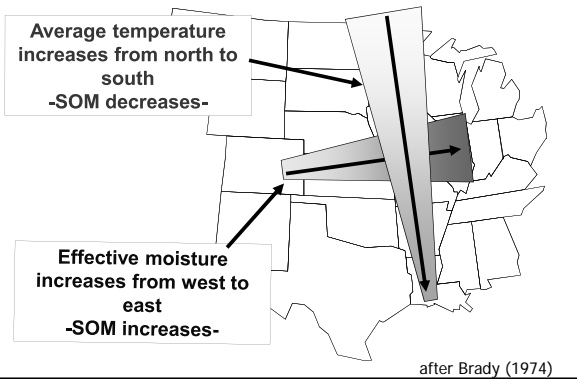 Average temperature
increases from north to
south
-SOM decreases-
Effective moisture
increases from west to
east
-SOM increases-
after Brady (1974)